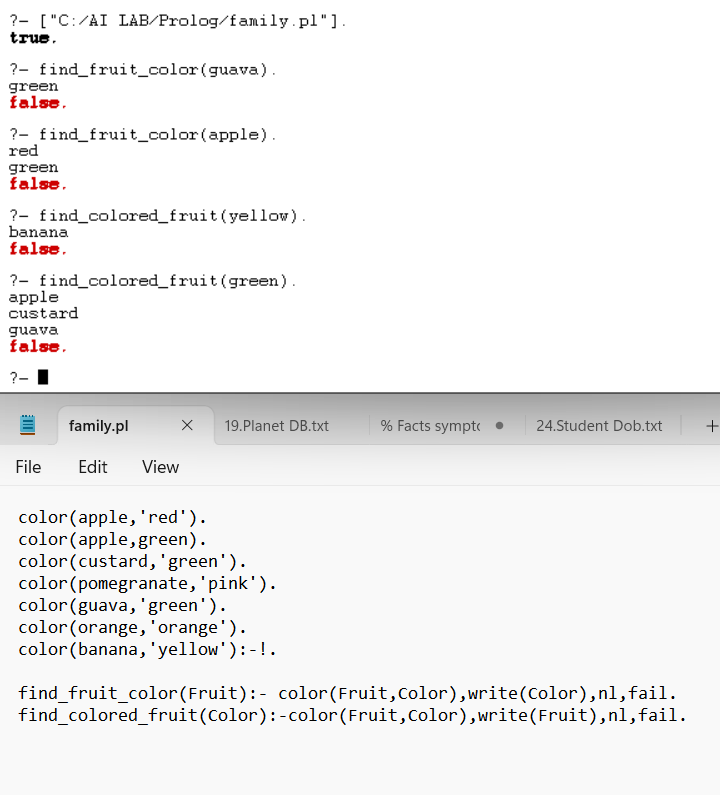 ?- ["C:/AI LAB/Prolog/family.pl"].
true.
?- find_fruit_color(guava).
green
false.
?- find_fruit_color(apple).
red
green
false.
?- find_colored_fruit(yellow).
banana
false.
?- find_colored_fruit(green).
apple
custard
guava
false.
?-
family.pl 19.Planet DB.txt % Facts sympto 24.Student Dob.txt
File Edit View
color(apple,'red').
color(apple,green).
color(custard,'green').
color(pomegranate,'pink').
color(guava,'green').
color(orange,'orange').
color(banana,'yellow'):-!.
find_fruit_color(Fruit):- color(Fruit,Color),write(Color),nl,fail.
find_colored_fruit(Color):-color(Fruit,Color),write(Fruit),nl,fail.